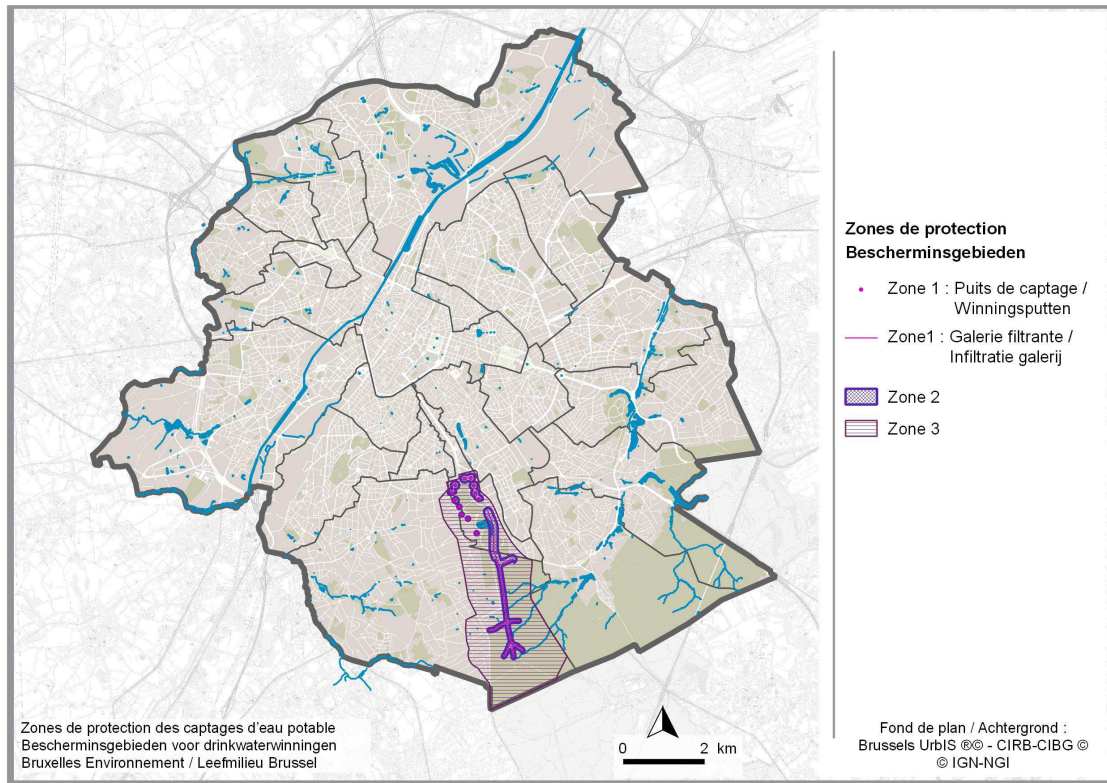 Zones de protection
Bescherminsgebieden
Zone 1 : Puits de captage /
Winningsputten
Zone1 : Galerie filtrante /
Infiltratie galerij
Zone 2
Zone 3
Zones de protection des captages d'eau potable
Bescherminsgebieden voor drinkwaterwinningen
Bruxelles Environnement / Leefmilieu Brussel
0 2 km
Fond de plan / Achtergrond :
Brussels UrbIS ®© - CIRB-CIBG ©
© IGN-NGI